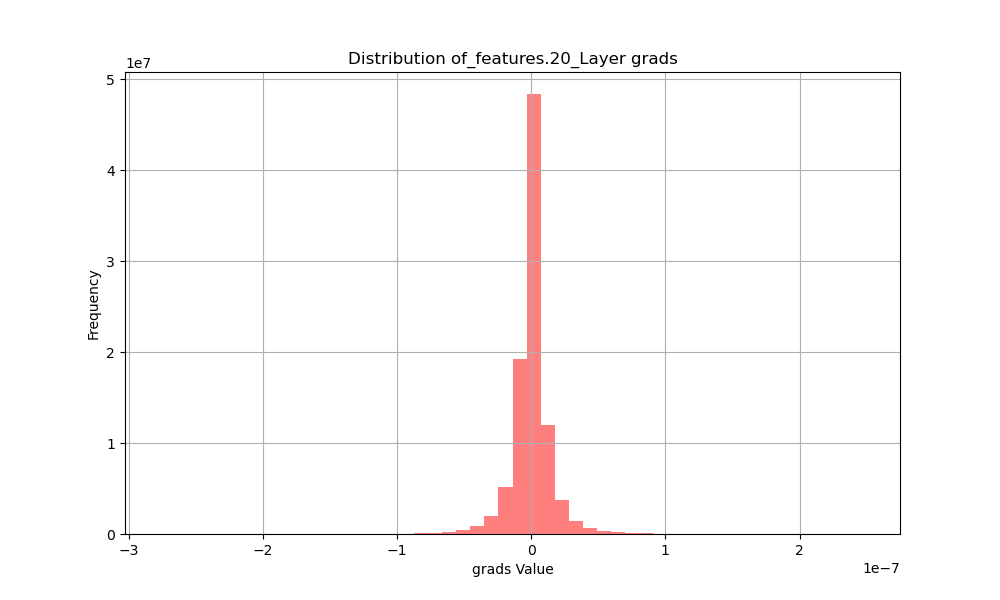 Distribution of_features.20_Layer grads
1e7
5
4
3
2
1
0
Frequency
−3 −2 −1 0 1 2
grads Value
1e−7